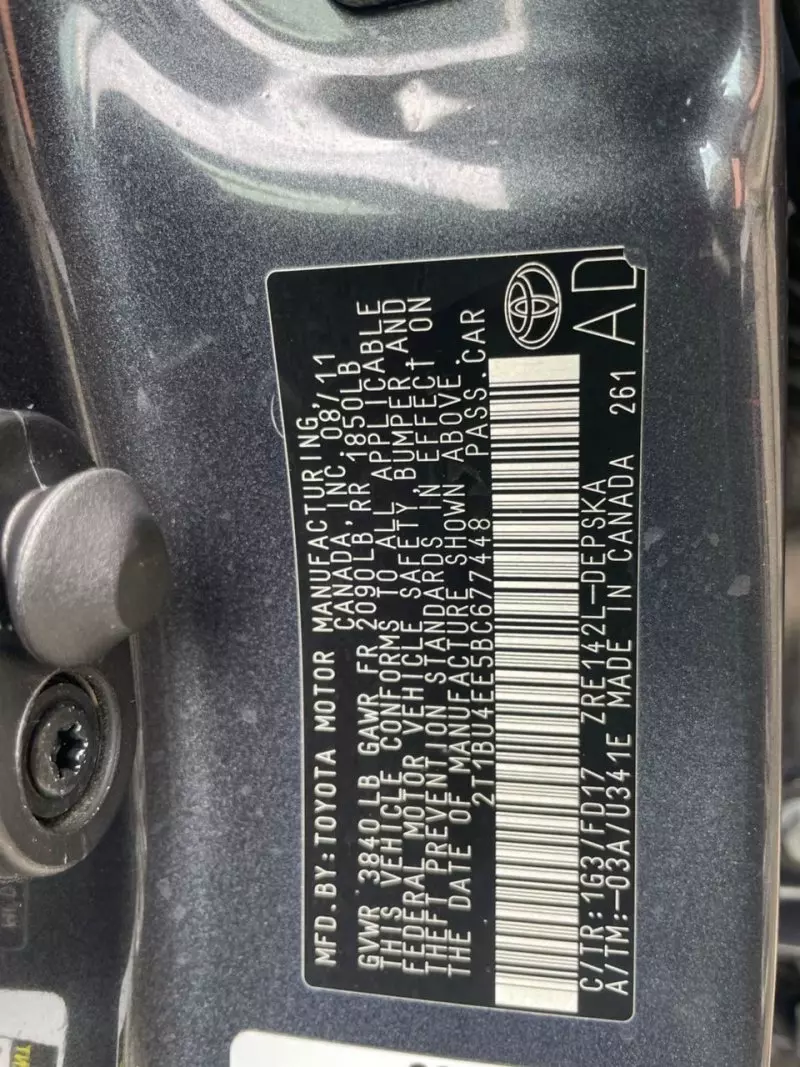 MFD. BY: TOYOTA MOTOR MANUFACTURING,
CANADA, INC. 08/11
GVWR 3840 LB GAWR FR 2090LB, RR 1850LB
THIS VEHICLE CONFORMS TO ALL APPLICABLE
FEDERAL MOTOR VEHICLE SAFETY, BUMPER, AND
THEFT PREVENTION STANDARDS IN EFFECT ON
THE DATE OF MANUFACTURE SHOWN ABOVE.
2T1BU4EE5BC677448 PASS.CAR
C/TR:1G3/FD17 ZRE142L-DEPSKA
A/TM:-03A/U341E MADE IN CANADA 261
AD